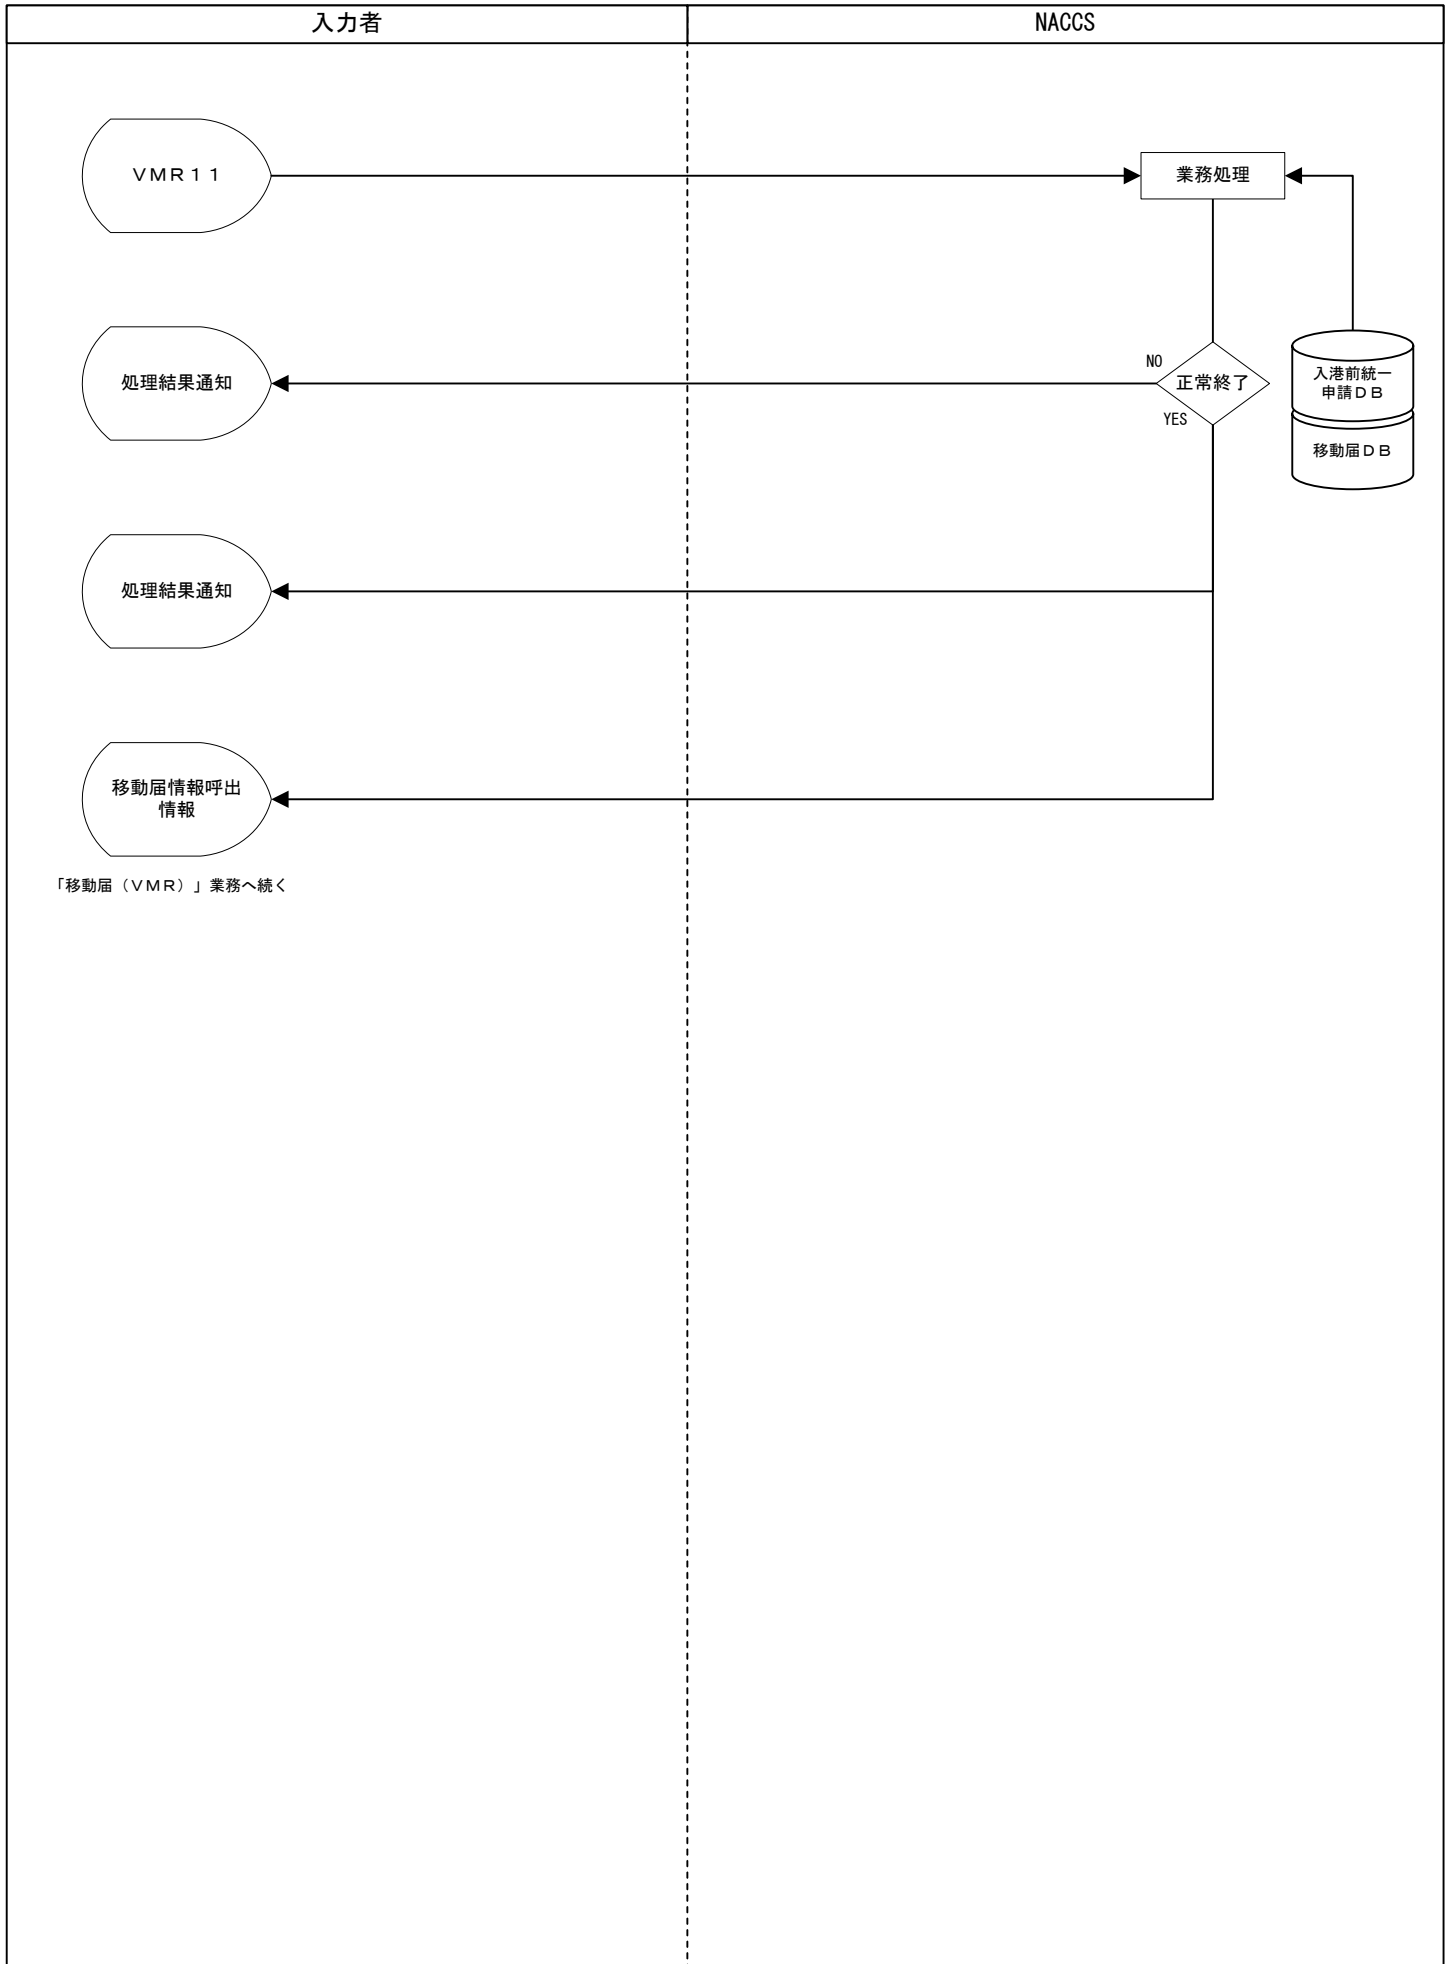 入力者
NACCS
ＶＭＲ１１
業務処理
処理結果通知
NO
正常終了
YES
入港前統一
申請ＤＢ
移動届ＤＢ
処理結果通知
移動届情報呼出
情報
「移動届（ＶＭＲ）」業務へ続く